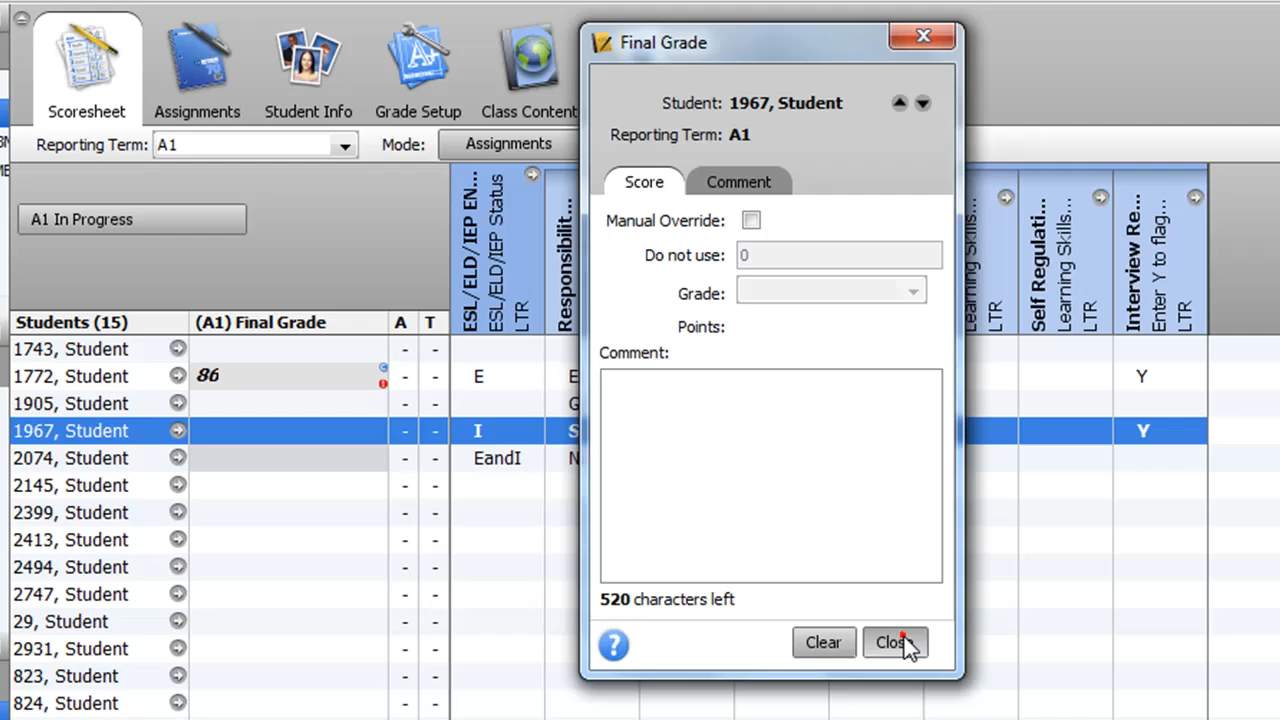 Scoresheet
Assignments
Student Info
Grade Setup
Class Content
Reporting Term: A1
Mode: Assignments
A1 In Progress
Students (15) (A1) Final Grade A T
ESL/ELD/IEP EN...
ESL/ELD/IEP Status
LTR
Responsibilit...
Learning Skills...
LTR
Self Regulati...
Learning Skills...
LTR
Interview Re...
Enter Y to flag...
LTR
1743, Student - -
1772, Student 86 - - E E Y
1905, Student - - G
1967, Student - - I S Y
2074, Student - - EandI N
2145, Student - -
2399, Student - -
2413, Student - -
2494, Student - -
2747, Student - -
29, Student - -
2931, Student - -
823, Student - -
824, Student - -
Final Grade
Student: 1967, Student
Reporting Term: A1
Score Comment
Manual Override:
Do not use: 0
Grade:
Points:
Comment:
520 characters left
? Clear